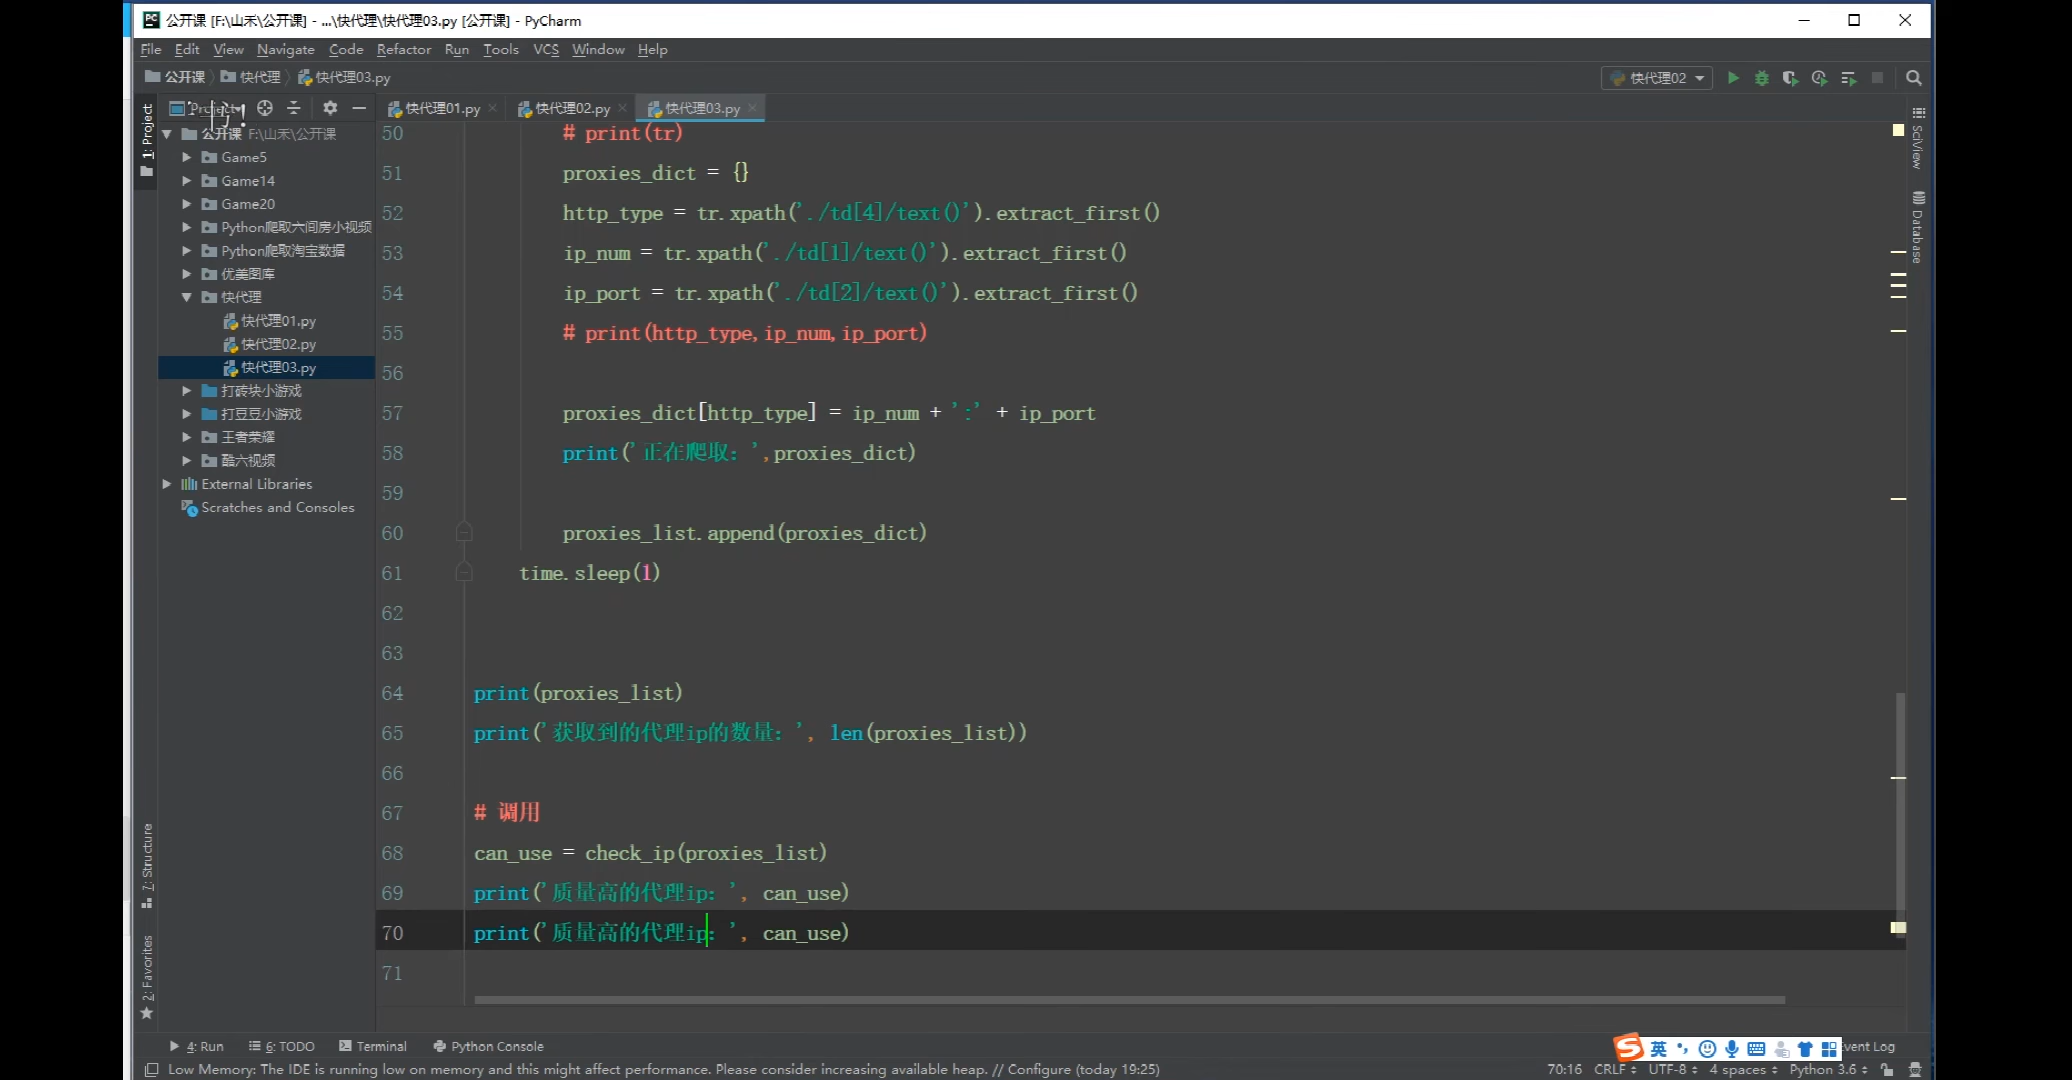 公开课 [F:\山禾\公开课] - ...\快代理\快代理03.py [公开课] - PyCharm
File Edit View Navigate Code Refactor Run Tools VCS Window Help
公开课 快代理 快代理03.py
快代理02
快代理01.py 快代理02.py 快代理03.py
1: Project
公开课 F:\山禾\公开课
Game5
Game14
Game20
Python爬取六间房小视频
Python爬取淘宝数据
优美图库
快代理
快代理01.py
快代理02.py
快代理03.py
打砖块小游戏
打豆豆小游戏
王者荣耀
酷六视频
External Libraries
Scratches and Consoles
7: Structure
2: Favorites
50 # print(tr)
51 proxies_dict = {}
52 http_type = tr.xpath('./td[4]/text()').extract_first()
53 ip_num = tr.xpath('./td[1]/text()').extract_first()
54 ip_port = tr.xpath('./td[2]/text()').extract_first()
55 # print(http_type,ip_num,ip_port)
56
57 proxies_dict[http_type] = ip_num + ':' + ip_port
58 print('正在爬取：',proxies_dict)
59
60 proxies_list.append(proxies_dict)
61 time.sleep(1)
62
63
64 print(proxies_list)
65 print('获取到的代理ip的数量：', len(proxies_list))
66
67 # 调用
68 can_use = check_ip(proxies_list)
69 print('质量高的代理ip：', can_use)
70 print('质量高的代理ip：', can_use)
71
SciView
Database
4: Run 6: TODO Terminal Python Console
英
Event Log
Low Memory: The IDE is running low on memory and this might affect performance. Please consider increasing available heap. // Configure (today 19:25)
70:16 CRLF UTF-8 4 spaces Python 3.6